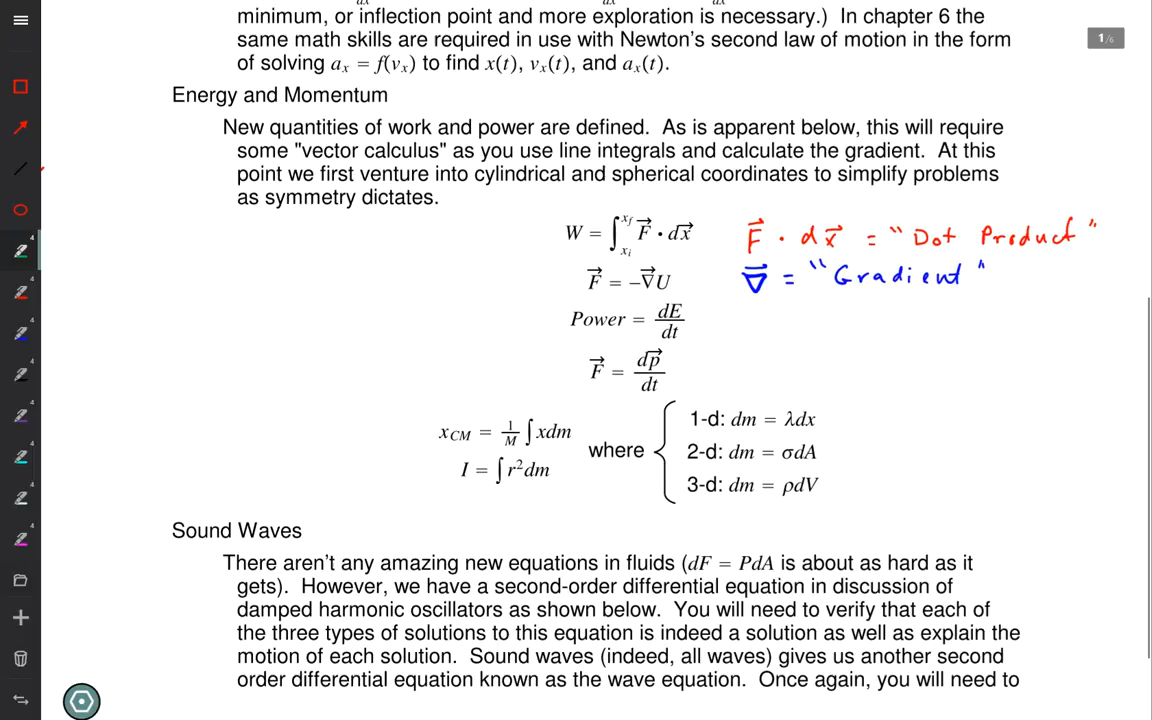 minimum, or inflection point and more exploration is necessary.) In chapter 6 the
1/6
same math skills are required in use with Newton's second law of motion in the form
of solving aₓ = f(vₓ) to find x(t), vₓ(t), and aₓ(t).
Energy and Momentum
New quantities of work and power are defined. As is apparent below, this will require
some "vector calculus" as you use line integrals and calculate the gradient. At this
point we first venture into cylindrical and spherical coordinates to simplify problems
as symmetry dictates.
W = ∫_{x_i}^{x_f} F⃗ • dx⃗
F⃗ · dx⃗ = "Dot Product"
F⃗ = −∇⃗U
∇⃗ = "Gradient"
Power = dE/dt
F⃗ = dp⃗/dt
x_CM = 1/M ∫xdm
I = ∫r²dm
where
1-d: dm = λdx
2-d: dm = σdA
3-d: dm = ρdV
Sound Waves
There aren't any amazing new equations in fluids (dF = PdA is about as hard as it
gets). However, we have a second-order differential equation in discussion of
damped harmonic oscillators as shown below. You will need to verify that each of
the three types of solutions to this equation is indeed a solution as well as explain the
motion of each solution. Sound waves (indeed, all waves) gives us another second
order differential equation known as the wave equation. Once again, you will need to